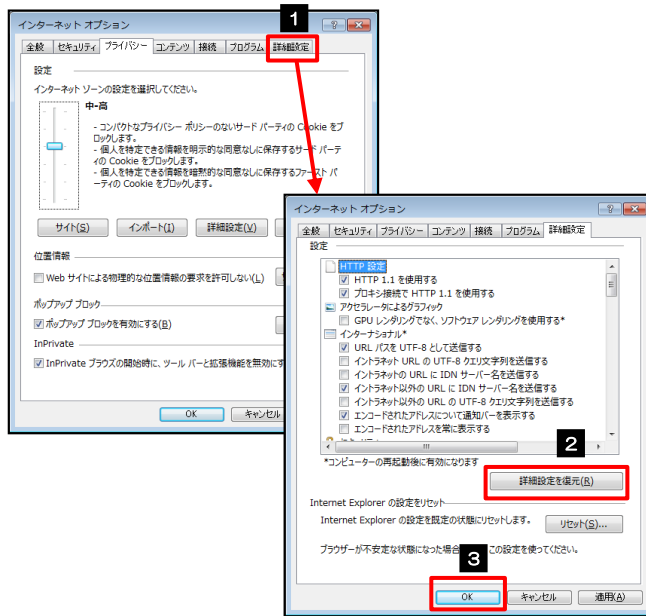 インターネット オプション
1
全般 セキュリティ プライバシー コンテンツ 接続 プログラム 詳細設定
設定
インターネット ゾーンの設定を選択してください。
中-高
- コンパクトなプライバシー ポリシーのないサード パーティの Cookie をブ
ロックします。
- 個人を特定できる情報を明示的な同意なしに保存するサード パーテ
ィの Cookie をブロックします。
- 個人を特定できる情報を暗黙的な同意なしに保存するファースト パ
ーティの Cookie をブロックします。
サイト(S) インポート(I) 詳細設定(V)
位置情報
Web サイトによる物理的な位置情報の要求を許可しない(L)
ポップアップ ブロック
ポップアップ ブロックを有効にする(B)
InPrivate
InPrivate ブラウズの開始時に、ツール バーと拡張機能を無効にす
OK キャンセル
インターネット オプション
全般 セキュリティ プライバシー コンテンツ 接続 プログラム 詳細設定
設定
HTTP 設定
HTTP 1.1 を使用する
プロキシ接続で HTTP 1.1 を使用する
アクセラレータによるグラフィック
GPU レンダリングでなく、ソフトウェア レンダリングを使用する*
インターナショナル*
URL パスを UTF-8 として送信する
イントラネット URL の UTF-8 クエリ文字列を送信する
イントラネットの URL に IDN サーバー名を送信する
イントラネット以外の URL に IDN サーバー名を送信する
イントラネット以外の URL の UTF-8 クエリ文字列を送信する
エンコードされたアドレスについて通知バーを表示する
エンコードされたアドレスを常に表示する
2
*コンピューターの再起動後に有効になります
詳細設定を復元(R)
Internet Explorer の設定をリセット
Internet Explorer の設定を既定の状態にリセットします。
リセット(S)...
ブラウザーが不安定な状態になった場合 この設定を使ってください。
3
OK キャンセル 適用(A)